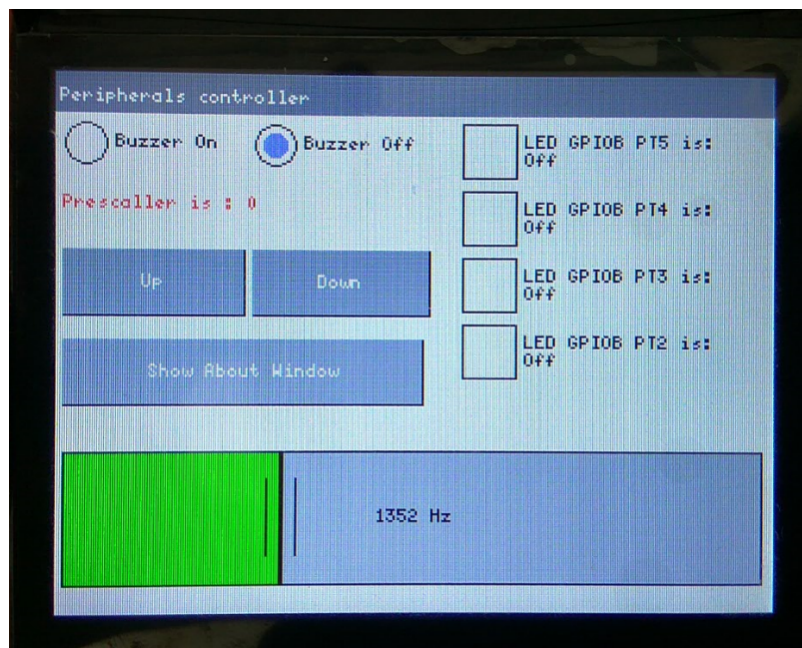 Peripherals controller
Buzzer On
Buzzer Off
Prescaller is : 0
Up
Down
Show About Window
LED GPIOB PT5 is:
Off
LED GPIOB PT4 is:
Off
LED GPIOB PT3 is:
Off
LED GPIOB PT2 is:
Off
1352 Hz